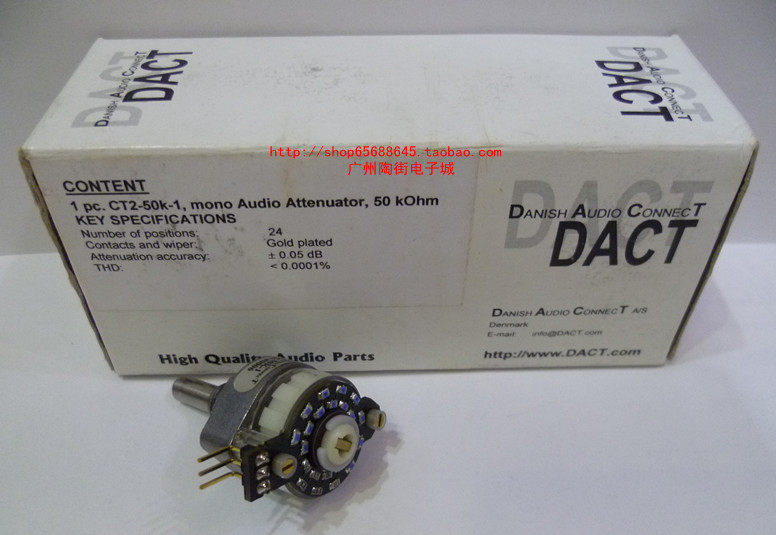 DANISH AUDIO CONNECT
DACT
DANISH AUDIO CONNECT
DACT
http://shop65688645.taobao.com
广州陶街电子城
CONTENT
1 pc. CT2-50k-1, mono Audio Attenuator, 50 kOhm
KEY SPECIFICATIONS
Number of positions: 24
Contacts and wiper: Gold plated
Attenuation accuracy: ± 0.05 dB
THD: < 0.0001%
DANISH AUDIO CONNECT
DACT
DANISH AUDIO CONNECT A/S
Denmark
E-mail: info@DACT.com
High Quality Audio Parts
http://www.DACT.com